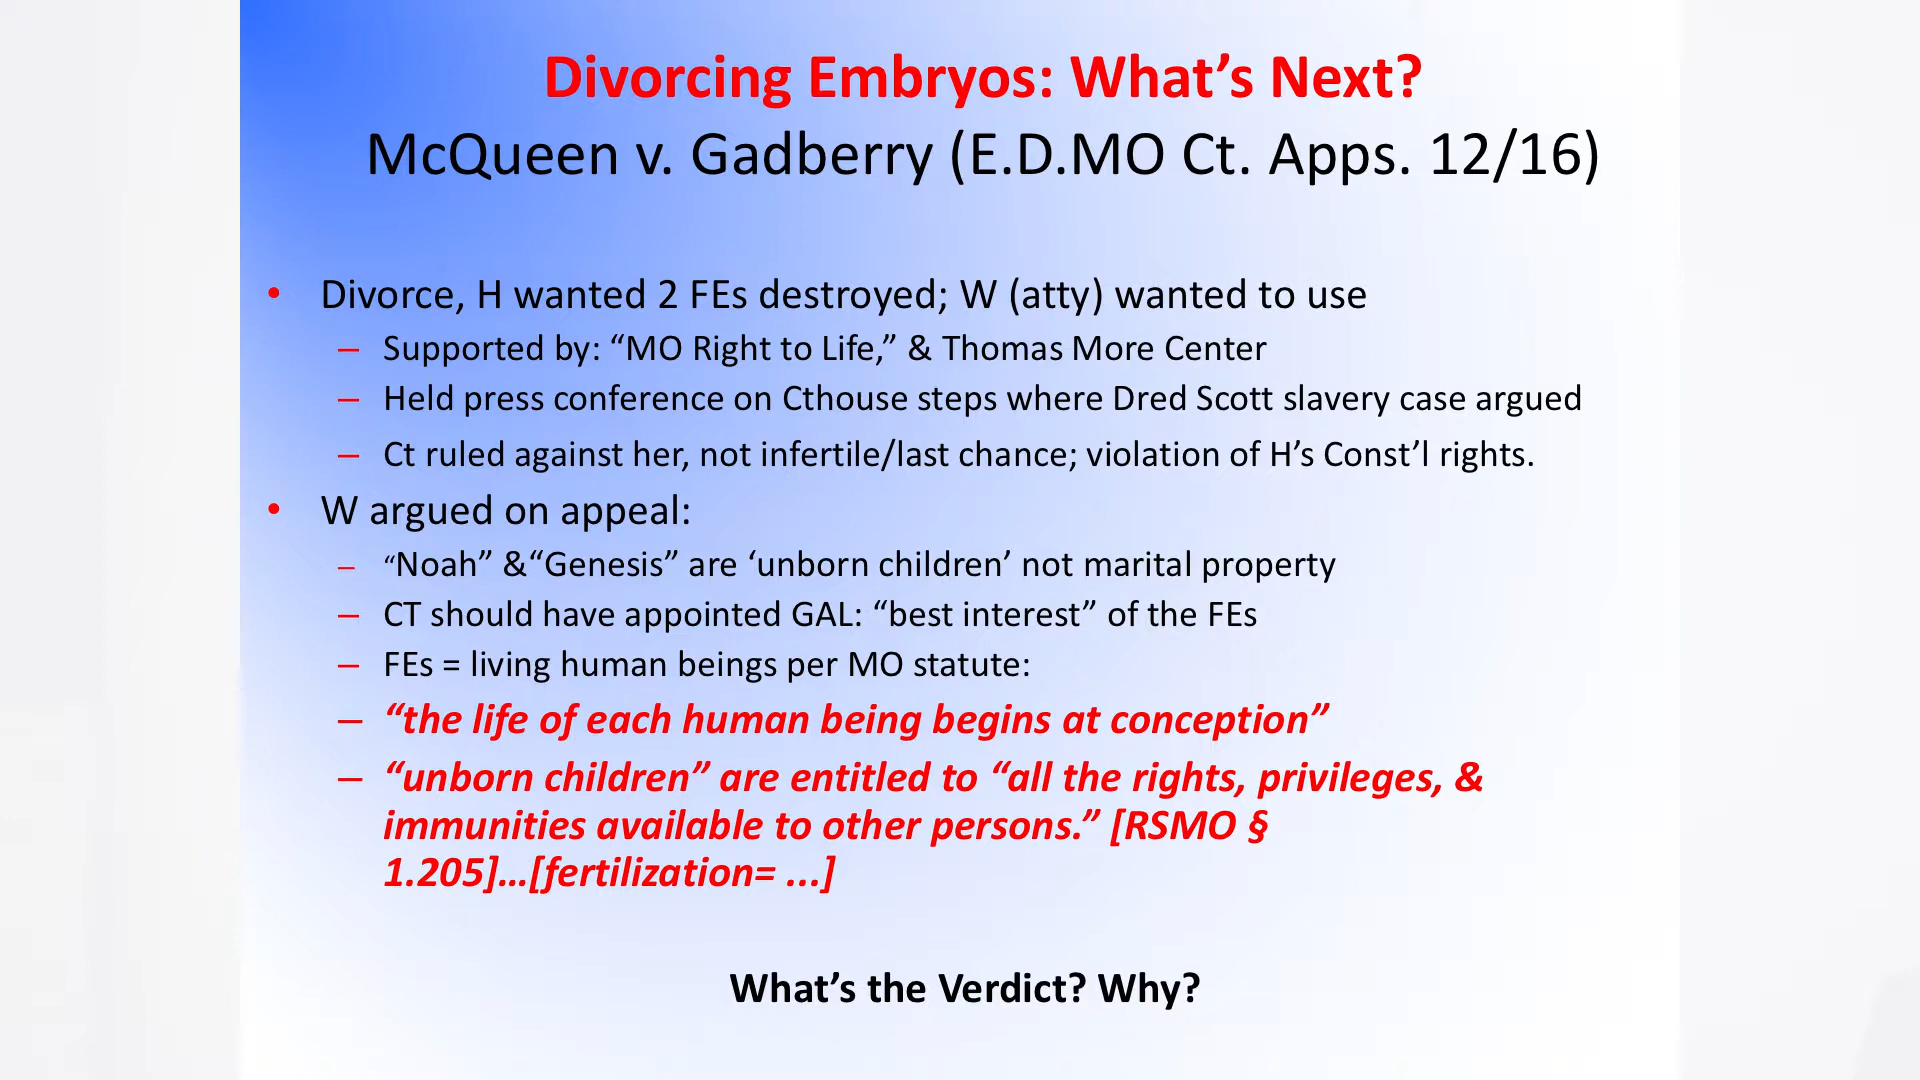 Divorcing Embryos: What’s Next?
McQueen v. Gadberry (E.D.MO Ct. Apps. 12/16)
• Divorce, H wanted 2 FEs destroyed; W (atty) wanted to use
– Supported by: “MO Right to Life,” & Thomas More Center
– Held press conference on Cthouse steps where Dred Scott slavery case argued
– Ct ruled against her, not infertile/last chance; violation of H’s Const’l rights.
• W argued on appeal:
– “Noah” &“Genesis” are ‘unborn children’ not marital property
– CT should have appointed GAL: “best interest” of the FEs
– FEs = living human beings per MO statute:
– “the life of each human being begins at conception”
– “unborn children” are entitled to “all the rights, privileges, &
immunities available to other persons.” [RSMO §
1.205]…[fertilization= ...]
What’s the Verdict? Why?